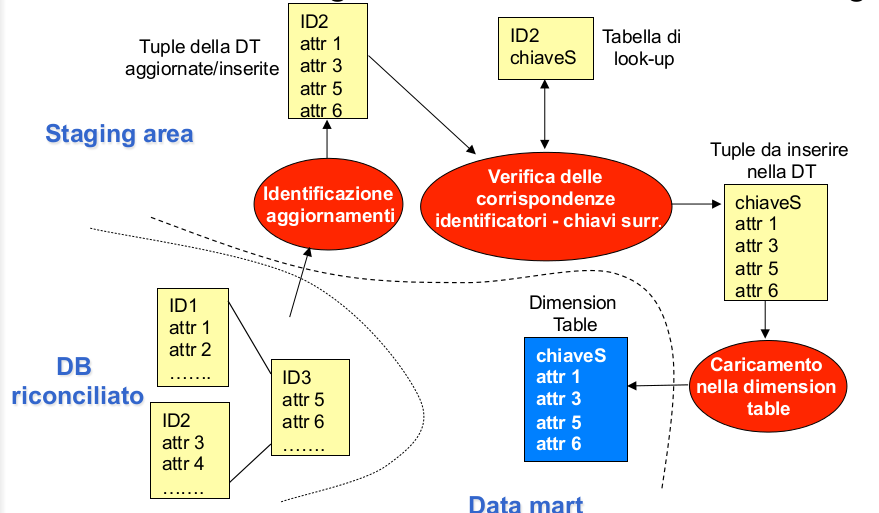 Tuple della DT
aggiornate/inserite
ID2
attr 1
attr 3
attr 5
attr 6
ID2
chiaveS
Tabella di
look-up
Staging area
Identificazione
aggiornamenti
Verifica delle
corrispondenze
identificatori - chiavi surr.
Tuple da inserire
nella DT
chiaveS
attr 1
attr 3
attr 5
attr 6
DB
riconciliato
ID1
attr 1
attr 2
…….
ID2
attr 3
attr 4
…….
ID3
attr 5
attr 6
…….
Dimension
Table
chiaveS
attr 1
attr 3
attr 5
attr 6
Caricamento
nella dimension
table
Data mart